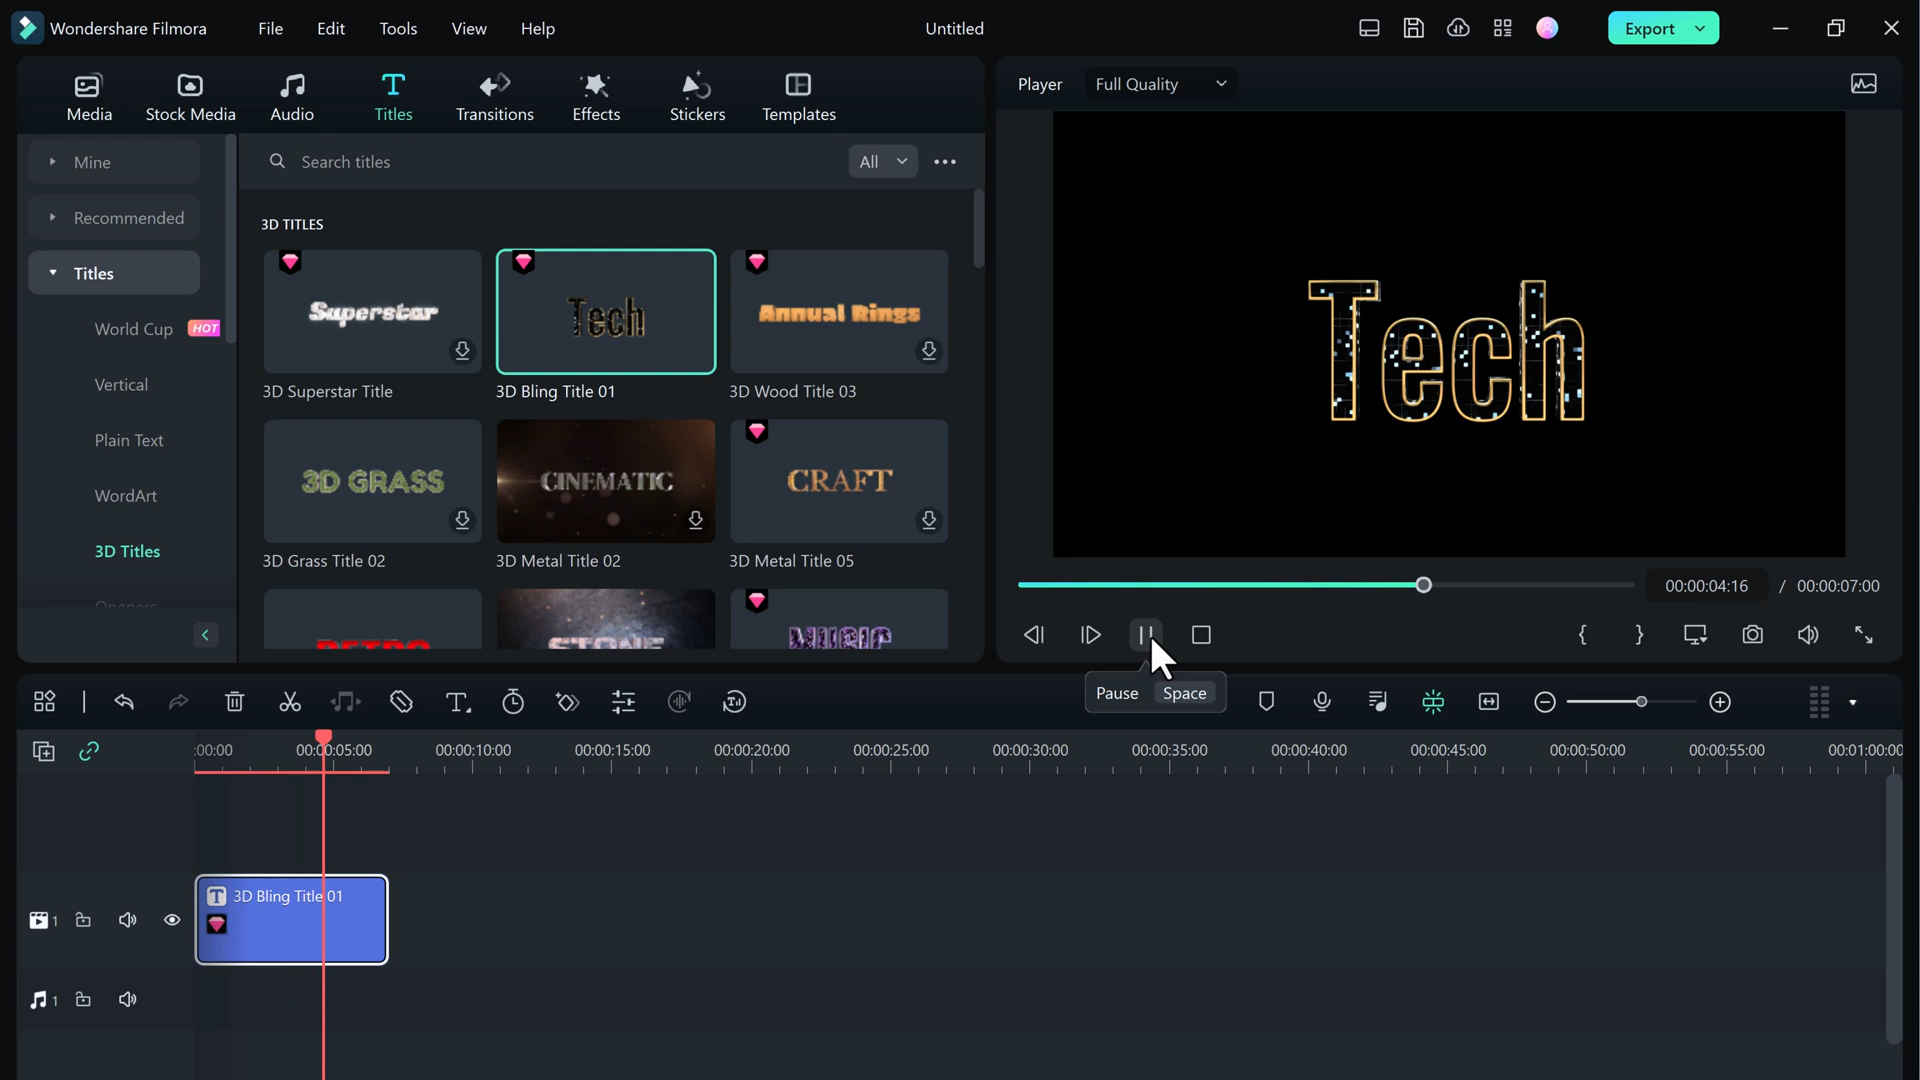 Wondershare Filmora File Edit Tools View Help Untitled Export
Media Stock Media Audio Titles Transitions Effects Stickers Templates
Player Full Quality
Mine
Recommended
Titles
World Cup HOT
Vertical
Plain Text
WordArt
3D Titles
Search titles All
3D TITLES
Superstar
Tech
Annual Rings
3D Superstar Title 3D Bling Title 01 3D Wood Title 03
3D GRASS
CINEMATIC
CRAFT
3D Grass Title 02 3D Metal Title 02 3D Metal Title 05
RETRO
STONE
MUSIC
Tech
00:00:04:16 / 00:00:07:00
Pause Space
:00:00 00:00:05:00 00:00:10:00 00:00:15:00 00:00:20:00 00:00:25:00 00:00:30:00 00:00:35:00 00:00:40:00 00:00:45:00 00:00:50:00 00:00:55:00 00:01:00:00
3D Bling Title 01
1
1